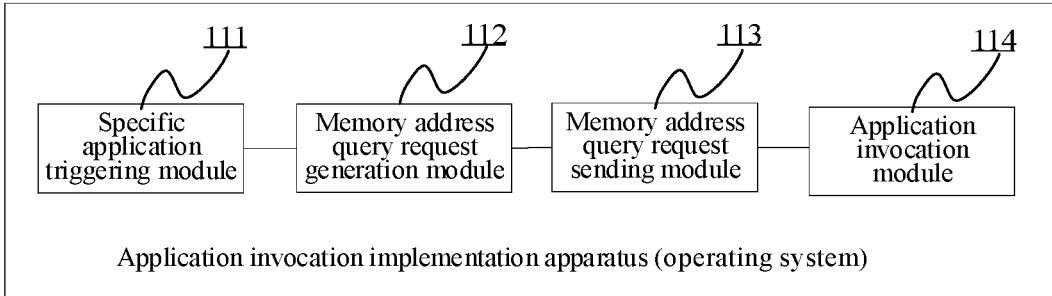 111
112
113
114
Specific
application
triggering module
Memory address
query request
generation module
Memory address
query request
sending module
Application
invocation
module
Application invocation implementation apparatus (operating system)